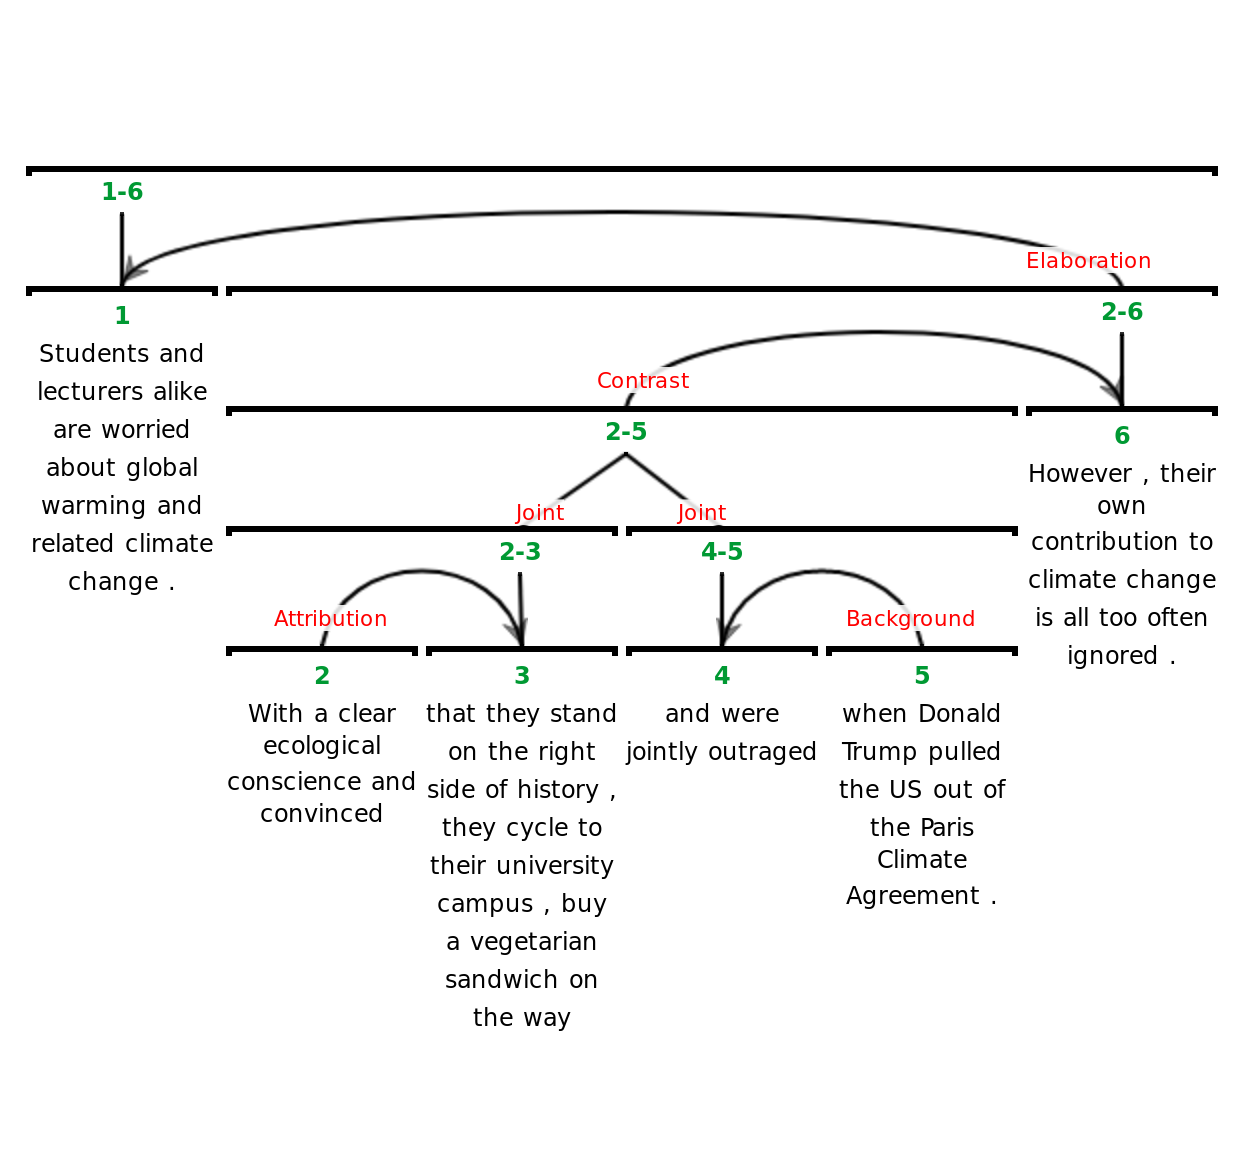 1-6
Elaboration
1
Students and
lecturers alike
are worried
about global
warming and
related climate
change .
2-6
Contrast
2-5
6
However , their
own
contribution to
climate change
is all too often
ignored .
Joint
Joint
2-3
4-5
Attribution
Background
2
With a clear
ecological
conscience and
convinced
3
that they stand
on the right
side of history ,
they cycle to
their university
campus , buy
a vegetarian
sandwich on
the way
4
and were
jointly outraged
5
when Donald
Trump pulled
the US out of
the Paris
Climate
Agreement .